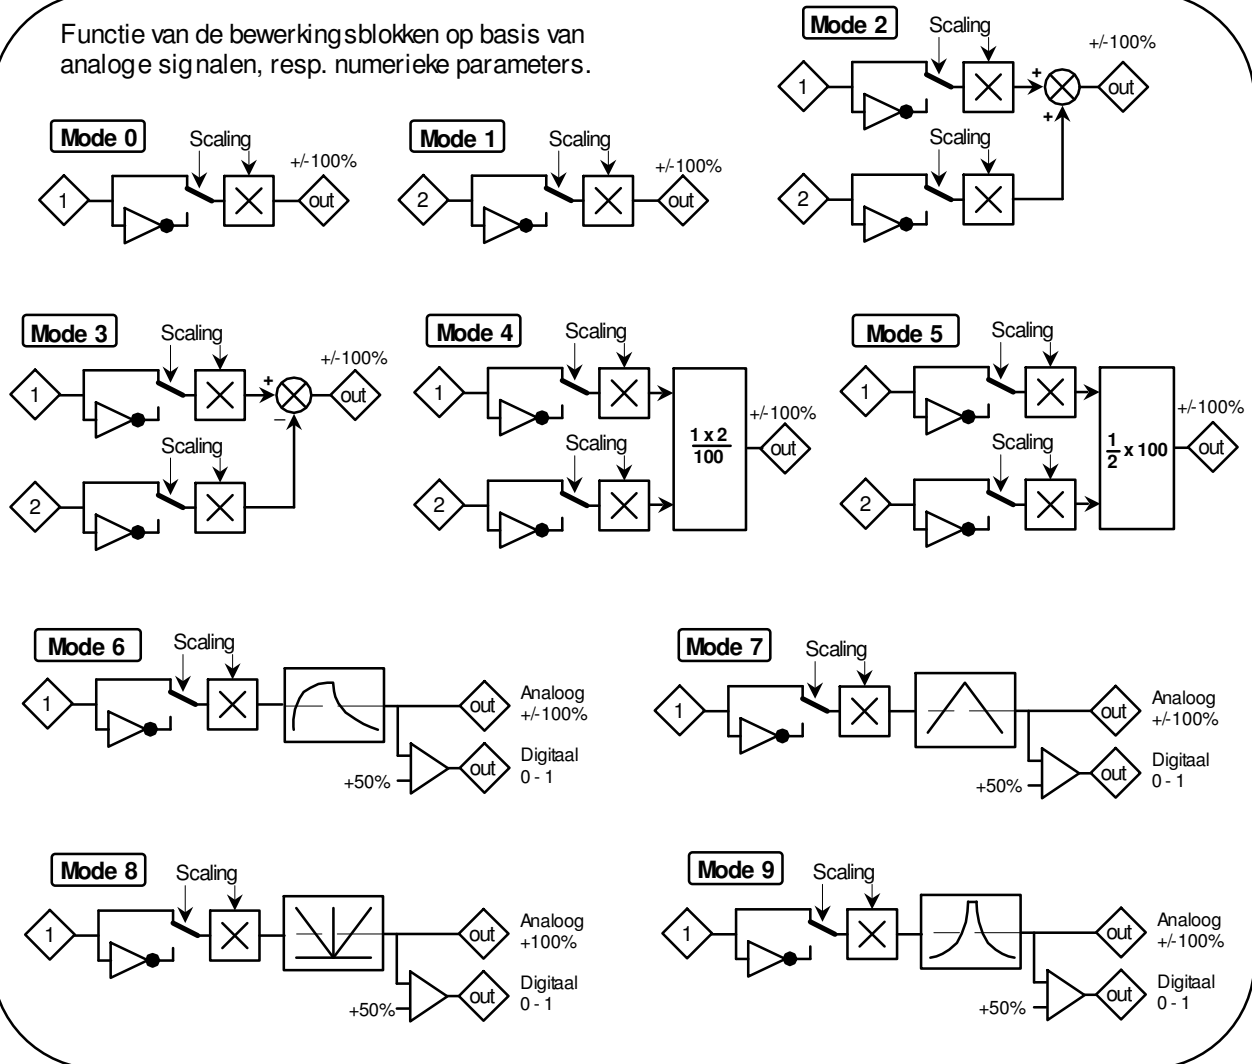 Functie van de bewerkingsblokken op basis van
analoge signalen, resp. numerieke parameters.
Mode 2
Scaling
+/-100%
1
+
out
+
Scaling
2
Mode 0
Scaling
+/-100%
1
out
Mode 1
Scaling
+/-100%
2
out
Mode 3
Scaling
+/-100%
1
+
out
–
Scaling
2
Mode 4
Scaling
1
+/-100%
1 x 2
100
out
Scaling
2
Mode 5
Scaling
1
+/-100%
1
2 x 100
out
Scaling
2
Mode 6
Scaling
1
out
Analoog
+/-100%
+50%
out
Digitaal
0 - 1
Mode 7
Scaling
1
out
Analoog
+/-100%
+50%
out
Digitaal
0 - 1
Mode 8
Scaling
1
out
Analoog
+100%
+50%
out
Digitaal
0 - 1
Mode 9
Scaling
1
out
Analoog
+/-100%
+50%
out
Digitaal
0 - 1